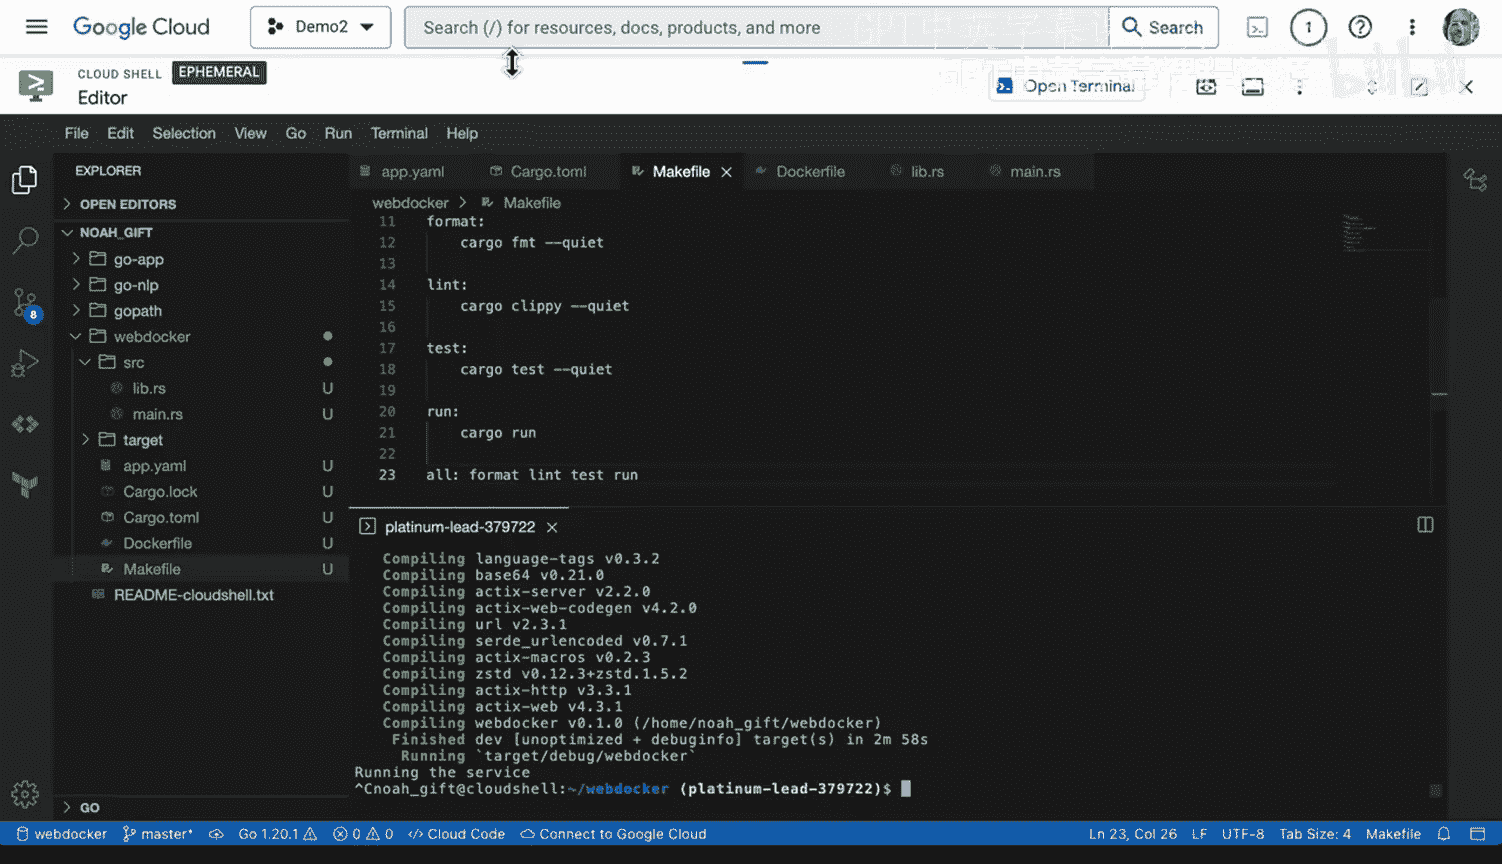 Google Cloud
Demo2
Search (/) for resources, docs, products, and more
Search
1
CLOUD SHELL
EPHEMERAL
Editor
Open Terminal
File Edit Selection View Go Run Terminal Help
EXPLORER
OPEN EDITORS
NOAH_GIFT
go-app
go-nlp
gopath
webdocker
src
lib.rs U
main.rs U
target
app.yaml U
Cargo.lock U
Cargo.toml U
Dockerfile U
Makefile U
README-cloudshell.txt
GO
8
app.yaml Cargo.toml Makefile Dockerfile lib.rs main.rs
webdocker > Makefile
11 format:
12 cargo fmt --quiet
13
14 lint:
15 cargo clippy --quiet
16
17 test:
18 cargo test --quiet
19
20 run:
21 cargo run
22
23 all: format lint test run
platinum-lead-379722
Compiling language-tags v0.3.2
Compiling base64 v0.21.0
Compiling actix-server v2.2.0
Compiling actix-web-codegen v4.2.0
Compiling url v2.3.1
Compiling serde_urlencoded v0.7.1
Compiling actix-macros v0.2.3
Compiling zstd v0.12.3+zstd.1.5.2
Compiling actix-http v3.3.1
Compiling actix-web v4.3.1
Compiling webdocker v0.1.0 (/home/noah_gift/webdocker)
Finished dev [unoptimized + debuginfo] target(s) in 2m 58s
Running `target/debug/webdocker`
Running the service
^Cnoah_gift@cloudshell:~/webdocker (platinum-lead-379722)$
webdocker master* Go 1.20.1 0 0 Cloud Code Connect to Google Cloud Ln 23, Col 26 LF UTF-8 Tab Size: 4 Makefile